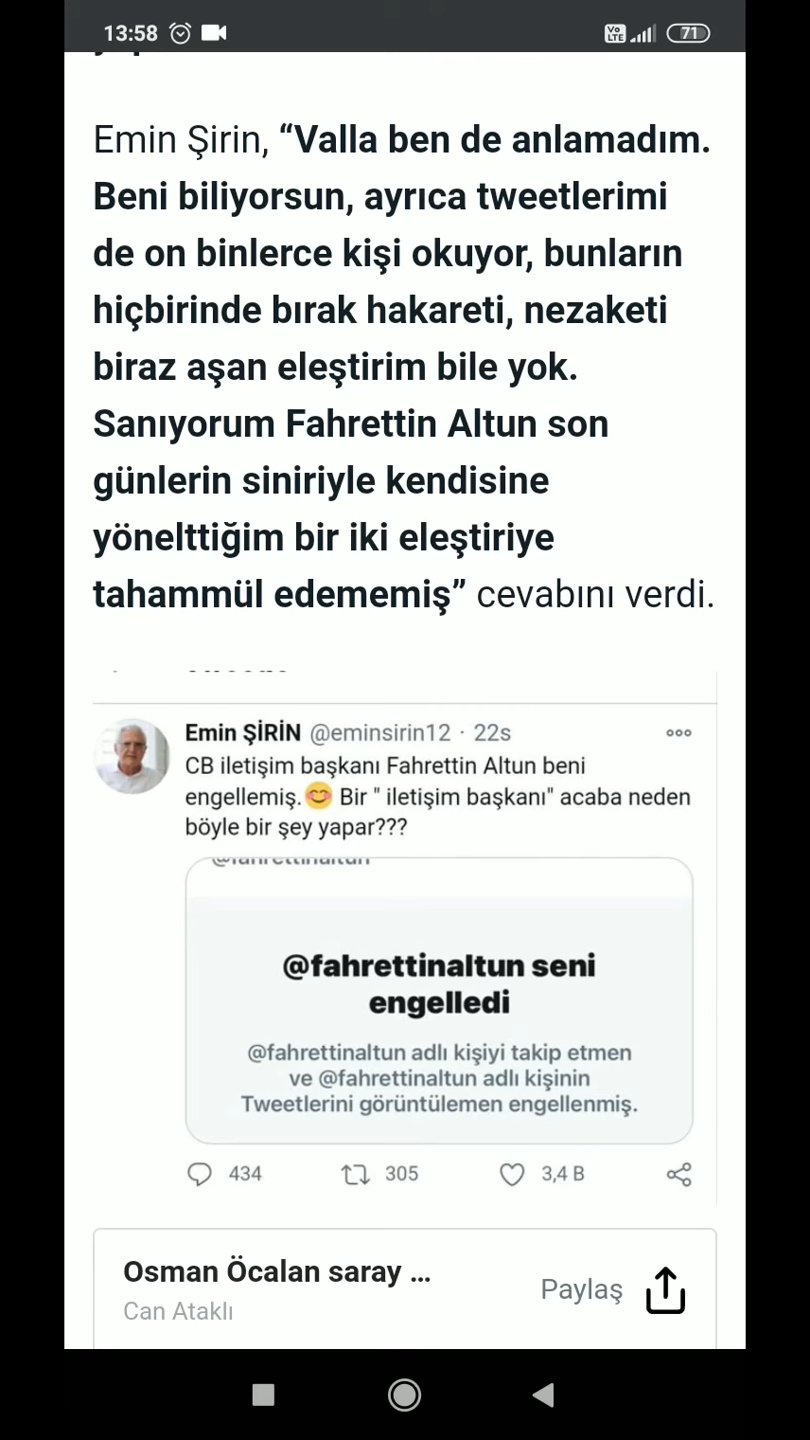 13:58
Vo LTE
71
Emin Şirin, “Valla ben de anlamadım.
Beni biliyorsun, ayrıca tweetlerimi
de on binlerce kişi okuyor, bunların
hiçbirinde bırak hakareti, nezaketi
biraz aşan eleştirim bile yok.
Sanıyorum Fahrettin Altun son
günlerin siniriyle kendisine
yönelttiğim bir iki eleştiriye
tahammül edememiş” cevabını verdi.
Emin ŞİRİN @eminsirin12 · 22s
CB iletişim başkanı Fahrettin Altun beni
engellemiş.😊 Bir " iletişim başkanı" acaba neden
böyle bir şey yapar???
@fahrettinaltun
@fahrettinaltun seni
engelledi
@fahrettinaltun adlı kişiyi takip etmen
ve @fahrettinaltun adlı kişinin
Tweetlerini görüntülemen engellenmiş.
434 305 3,4 B
Osman Öcalan saray ...
Can Ataklı
Paylaş